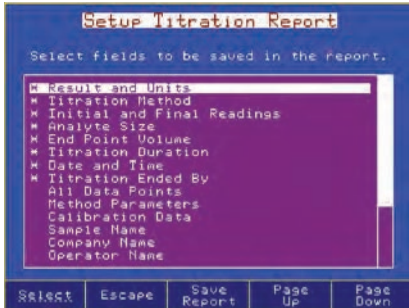 Setup Titration Report
Select fields to be saved in the report.
* Result and Units
* Titration Method
* Initial and Final Readings
* Analyte Size
* End Point Volume
* Titration Duration
* Date and Time
* Titration Ended By
All Data Points
Method Parameters
Calibration Data
Sample Name
Company Name
Operator Name
Select Escape Save Report Page Up Page Down